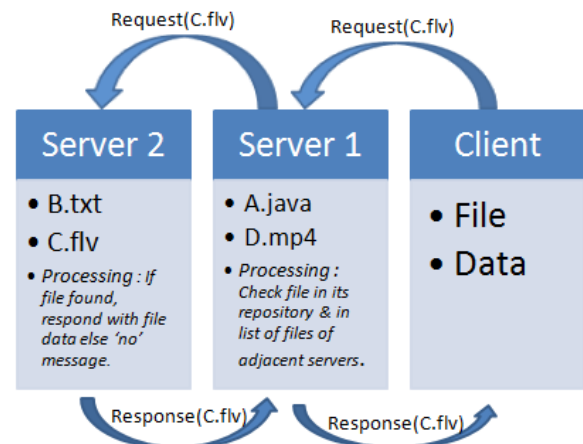 Request(C.flv)
Request(C.flv)
Server 2
• B.txt
• C.flv
• Processing : If
file found,
respond with file
data else ‘no’
message.
Server 1
• A.java
• D.mp4
• Processing :
Check file in its
repository & in
list of files of
adjacent servers.
Client
• File
• Data
Response(C.flv)
Response(C.flv)